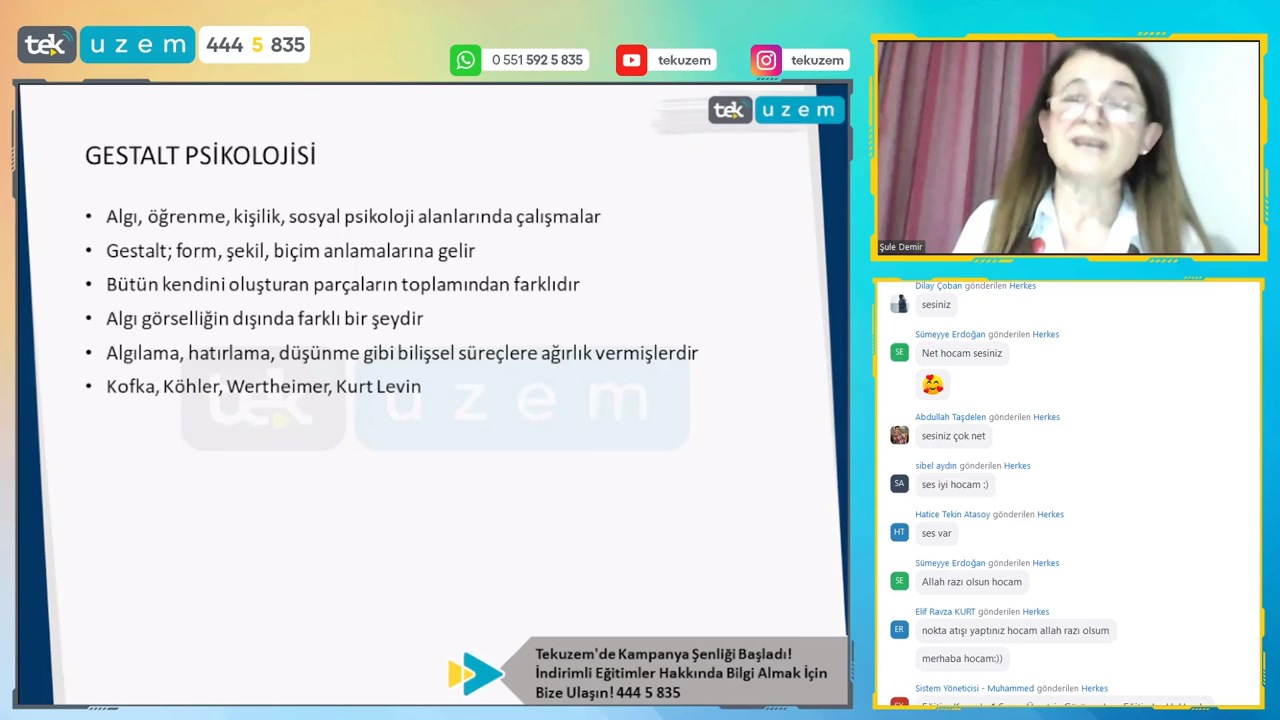 tek uzem 444 5 835
0 551 592 5 835
tekuzem
tekuzem
tek uzem
GESTALT PSİKOLOJİSİ
• Algı, öğrenme, kişilik, sosyal psikoloji alanlarında çalışmalar
• Gestalt; form, şekil, biçim anlamalarına gelir
• Bütün kendini oluşturan parçaların toplamından farklıdır
• Algı görselliğin dışında farklı bir şeydir
• Algılama, hatırlama, düşünme gibi bilişsel süreçlere ağırlık vermişlerdir
• Kofka, Köhler, Wertheimer, Kurt Levin
tek uzem
Tekuzem'de Kampanya Şenliği Başladı!
İndirimli Eğitimler Hakkında Bilgi Almak İçin
Bize Ulaşın! 444 5 835
Şule Demir
Dilay Çoban gönderilen Herkes
sesiniz
Sümeyye Erdoğan gönderilen Herkes
SE Net hocam sesiniz
Abdullah Taşdelen gönderilen Herkes
sesiniz çok net
sibel aydın gönderilen Herkes
SA ses iyi hocam :)
Hatice Tekin Atasoy gönderilen Herkes
HT ses var
Sümeyye Erdoğan gönderilen Herkes
SE Allah razı olsun hocam
Elif Ravza KURT gönderilen Herkes
ER nokta atışı yaptınız hocam allah razı olsum
merhaba hocam:))
Sistem Yöneticisi - Muhammed gönderilen Herkes